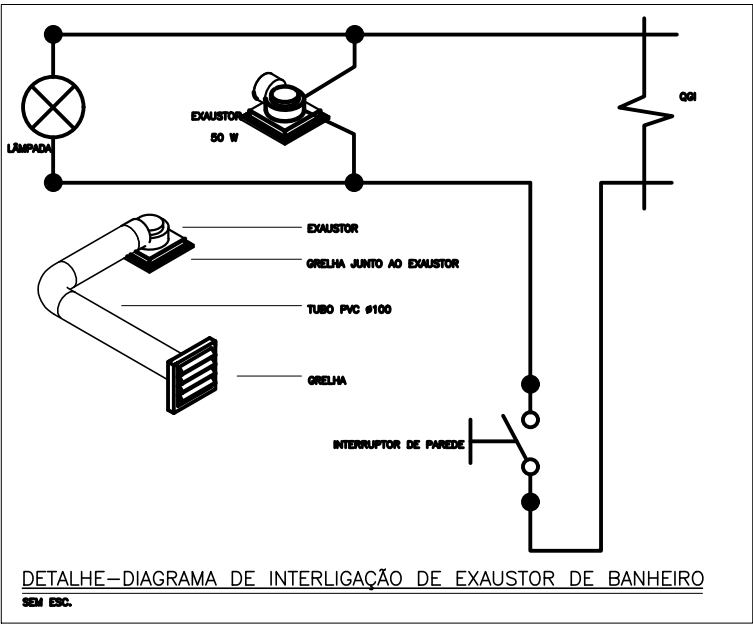 QGI
EXAUSTOR
50 W
LÂMPADA
EXAUSTOR
GRELHA JUNTO AO EXAUSTOR
TUBO PVC ø100
GRELHA
INTERRUPTOR DE PAREDE
DETALHE-DIAGRAMA DE INTERLIGAÇÃO DE EXAUSTOR DE BANHEIRO
SEM ESC.